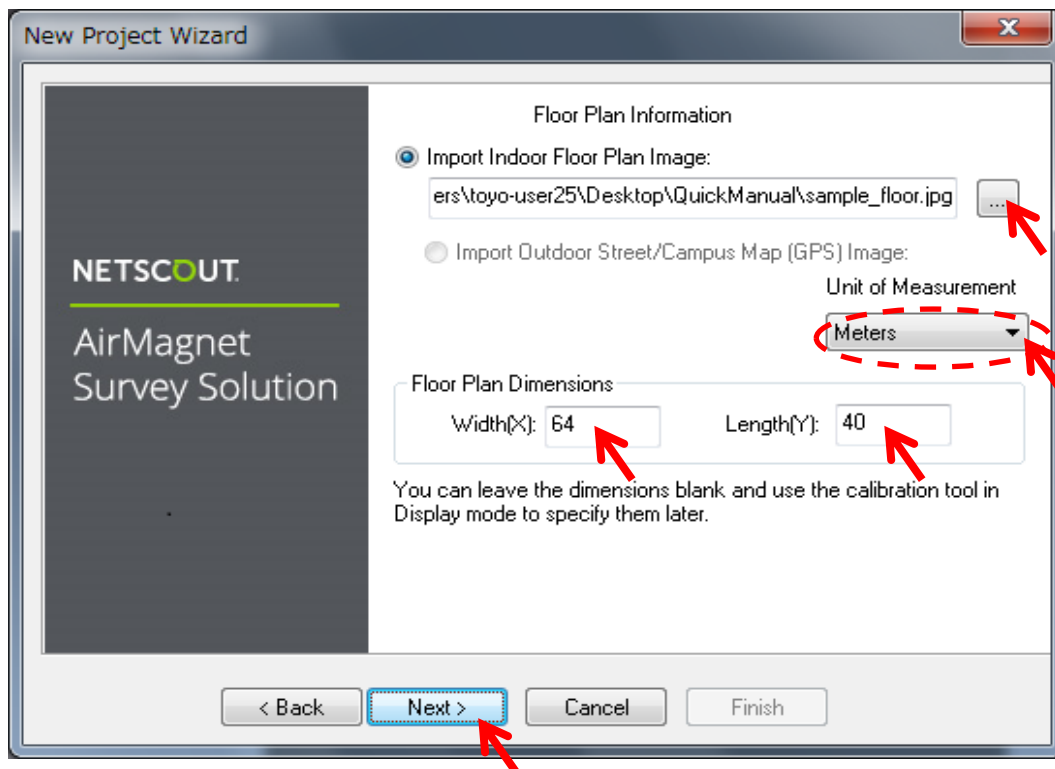 New Project Wizard
x
Floor Plan Information
Import Indoor Floor Plan Image:
ers\toyo-user25\Desktop\QuickManual\sample_floor.jpg
...
Import Outdoor Street/Campus Map (GPS) Image:
Unit of Measurement
Meters
Floor Plan Dimensions
Width(X): 64 Length(Y): 40
You can leave the dimensions blank and use the calibration tool in
Display mode to specify them later.
NETSCOUT.
AirMagnet
Survey Solution
< Back Next > Cancel Finish